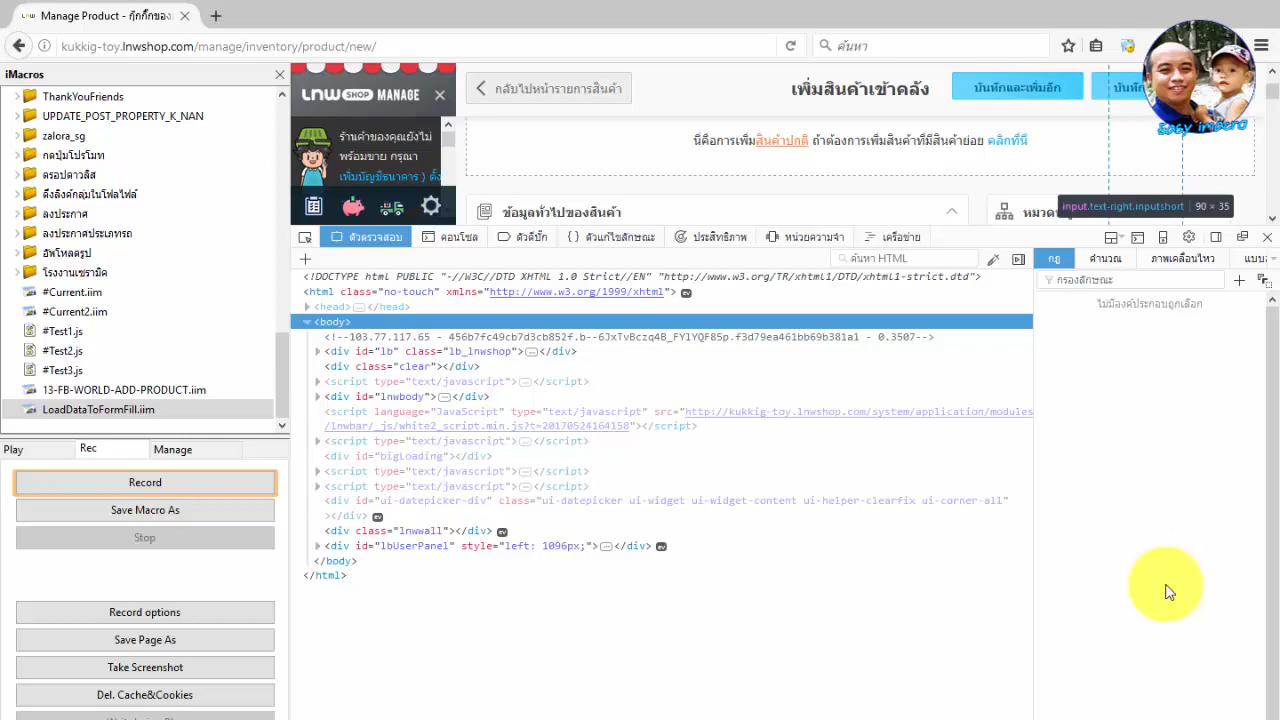 Manage Product - กุ๊กกิ๊กของ
kukkig-toy.lnwshop.com/manage/inventory/product/new/
ค้นหา
iMacros
ThankYouFriends
UPDATE_POST_PROPERTY_K_NAN
zalora_sg
กดปุ่มโปรโมท
ดรอปดาวลิส
ดึงลิงค์กลุ่มในโฟลไฟล์
ลงประกาศ
ลงประกาศประเภทรถ
อัพโหลดรูป
โรงงานเซรามิค
#Current.iim
#Current2.iim
#Test1.js
#Test2.js
#Test3.js
13-FB-WORLD-ADD-PRODUCT.iim
LoadDataToFormFill.iim
Play
Rec
Manage
Record
Save Macro As
Stop
Record options
Save Page As
Take Screenshot
Del. Cache&Cookies
LnwSHOP MANAGE
ร้านค้าของคุณยังไม่
พร้อมขาย กรุณา
เพิ่มบัญชีธนาคาร ) ตั้ง
กลับไปหน้ารายการสินค้า
เพิ่มสินค้าเข้าคลัง
บันทึกและเพิ่มอีก
บันทึ
easy imacro
นี่คือการเพิ่มสินค้าปกติ ถ้าต้องการเพิ่มสินค้าที่มีสินค้าย่อย คลิกที่นี่
ข้อมูลทั่วไปของสินค้า
input.text-right.inputshort 90 × 35
ตัวตรวจสอบ
คอนโซล
ตัวดีบั๊ก
ตัวแก้ไขลักษณะ
ประสิทธิภาพ
หน่วยความจำ
เครือข่าย
ค้นหา HTML
กฎ
คำนวณ
ภาพเคลื่อนไหว
แบบ
กรองลักษณะ
ไม่มีองค์ประกอบถูกเลือก
<!DOCTYPE html PUBLIC "-//W3C//DTD XHTML 1.0 Strict//EN" "http://www.w3.org/TR/xhtml1/DTD/xhtml1-strict.dtd">
<html class="no-touch" xmlns="http://www.w3.org/1999/xhtml"> ev
<head></head>
<body>
<!--103.77.117.65 - 456b7fc49cb7d3cb852f.b--6JxTvBczq4B_FYlYQF85p.f3d79ea461bb69b381a1 - 0.3507-->
<div id="lb" class="lb_lnwshop"></div>
<div class="clear"></div>
<script type="text/javascript"></script>
<div id="lnwbody"></div>
<script language="JavaScript" type="text/javascript" src="http://kukkig-toy.lnwshop.com/system/application/modules
/lnwbar/_js/white2_script.min.js?t=20170524164158"></script>
<script type="text/javascript"></script>
<div id="bigLoading"></div>
<script type="text/javascript"></script>
<script type="text/javascript"></script>
<div id="ui-datepicker-div" class="ui-datepicker ui-widget ui-widget-content ui-helper-clearfix ui-corner-all"
></div> ev
<div class="lnwwall"></div> ev
<div id="lbUserPanel" style="left: 1096px;"></div> ev
</body>
</html>